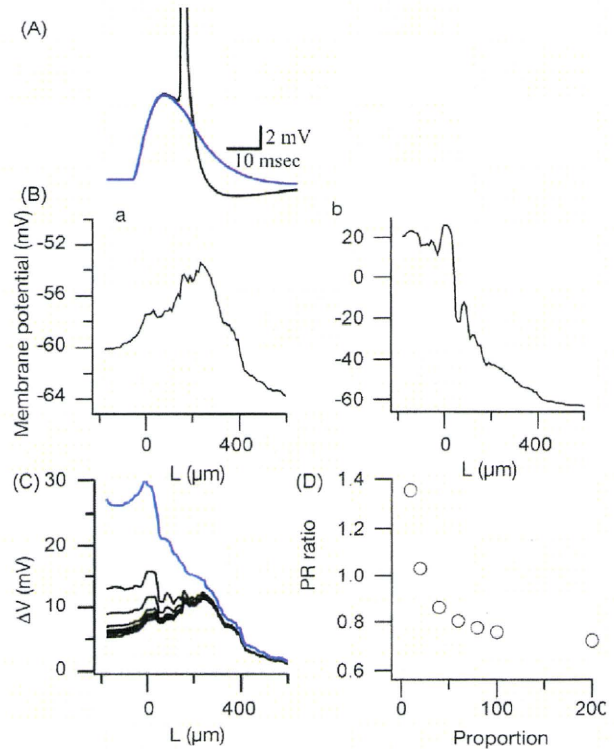 (A)
2 mV
10 msec
(B)
a
b
Membrane potential (mV)
-52
-56
-60
-64
0
400
L (μm)
20
0
-20
-40
-60
0
400
L (μm)
(C)
ΔV (mV)
30
20
10
0
0
400
L (μm)
(D)
PR ratio
1.4
1.2
1.0
0.8
0.6
0
100
200
Proportion